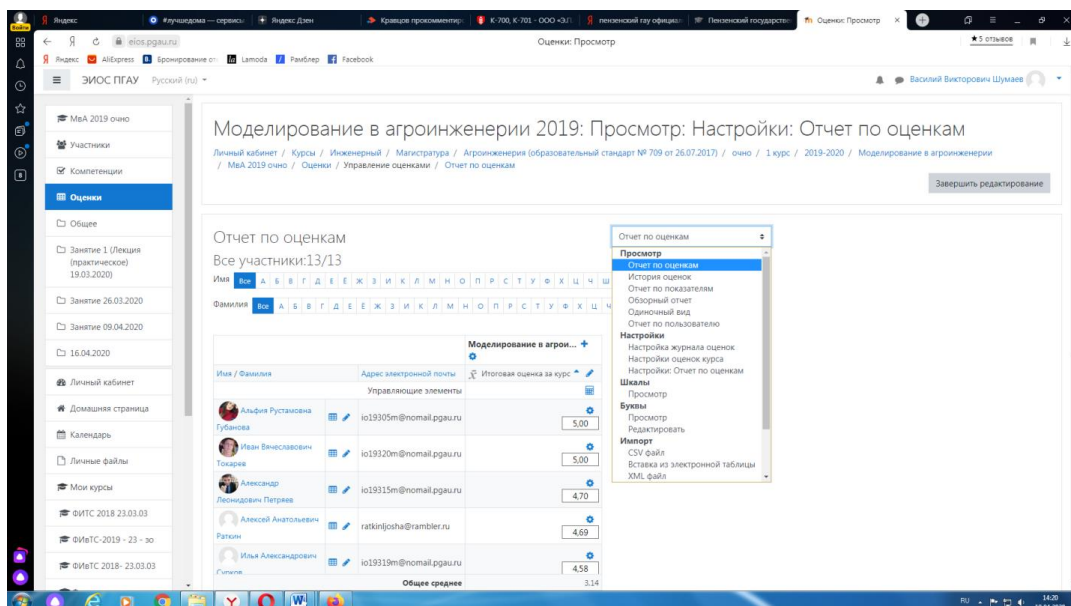 Яндекс
#лучшедома — сервисы
Яндекс Дзен
Кравцов прокомментир
К-700, К-701 - ООО «З.П.
пензенский гау официал
Пензенский государстве
Оценки: Просмотр
Войти
eios.pgau.ru
Оценки: Просмотр
★ 5 отзывов
Яндекс
AliExpress
Бронирование от
Lamoda
Рамблер
Facebook
ЭИОС ПГАУ Русский (ru)
Василий Викторович Шумаев
МвА 2019 очно
Участники
Компетенции
Оценки
Общее
Занятие 1 (Лекция
(практическое)
19.03.2020)
Занятие 26.03.2020
Занятие 09.04.2020
16.04.2020
Личный кабинет
Домашняя страница
Календарь
Личные файлы
Мои курсы
ФИТС 2018 23.03.03
ФИвТС-2019 - 23 - зо
ФИвТС 2018- 23.03.03
Моделирование в агроинженерии 2019: Просмотр: Настройки: Отчет по оценкам
Личный кабинет / Курсы / Инженерный / Магистратура / Агроинженерия (образовательный стандарт № 709 от 26.07.2017) / очно / 1 курс / 2019-2020 / Моделирование в агроинженерии
/ МвА 2019 очно / Оценки / Управление оценками / Отчет по оценкам
Завершить редактирование
Отчет по оценкам
Все участники:13/13
Имя Все А Б В Г Д Е Ё Ж З И К Л М Н О П Р С Т У Ф Х Ц Ч Ш
Фамилия Все А Б В Г Д Е Ё Ж З И К Л М Н О П Р С Т У Ф Х Ц Ч
Отчет по оценкам
Просмотр
Отчет по оценкам
История оценок
Отчет по показателям
Обзорный отчет
Одиночный вид
Отчет по пользователю
Настройки
Настройка журнала оценок
Настройки оценок курса
Настройки: Отчет по оценкам
Шкалы
Просмотр
Буквы
Просмотр
Редактировать
Импорт
CSV файл
Вставка из электронной таблицы
XML файл
Моделирование в агрои...
Имя / Фамилия Адрес электронной почты Итоговая оценка за курс
Управляющие элементы
Альфия Рустамовна
Губанова
io19305m@nomail.pgau.ru
5,00
Иван Вячеславович
Токарев
io19320m@nomail.pgau.ru
5,00
Александр
Леонидович Петряев
io19315m@nomail.pgau.ru
4,70
Алексей Анатольевич
Раткин
ratkinljosha@rambler.ru
4,69
Илья Александрович
Сурков
io19319m@nomail.pgau.ru
4,58
Общее среднее 3,14
RU
14:20